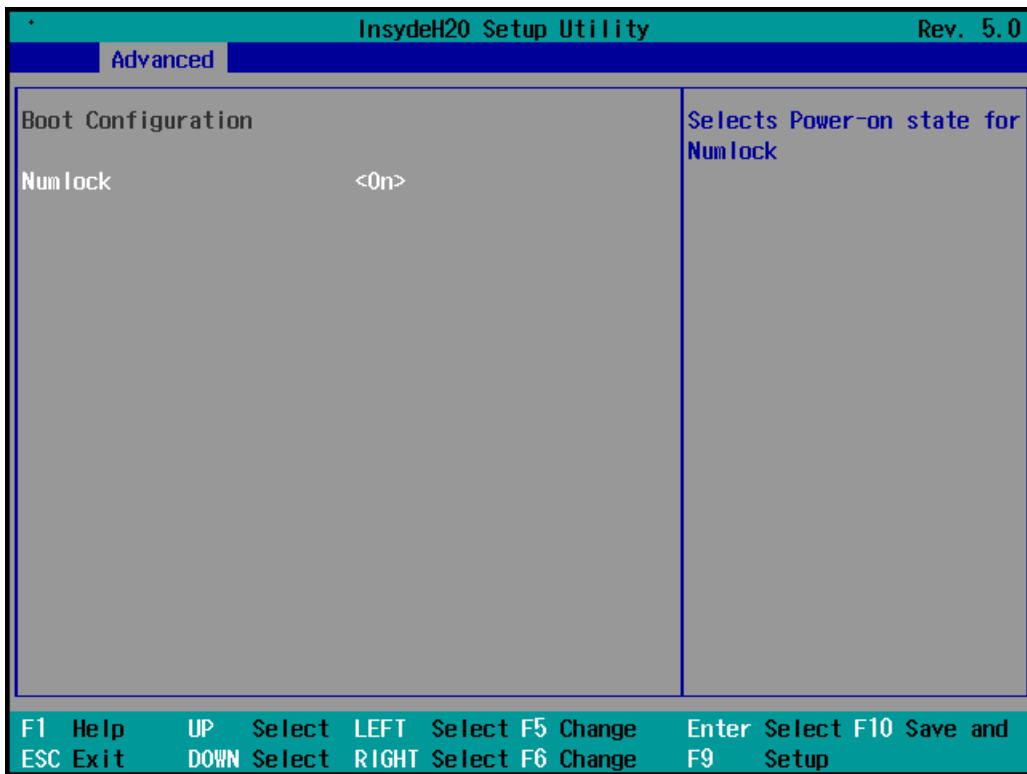 InsydeH20 Setup Utility Rev. 5.0
Advanced
Boot Configuration
Numlock <On>
Selects Power-on state for
Numlock
F1 Help UP Select LEFT Select F5 Change Enter Select F10 Save and
ESC Exit DOWN Select RIGHT Select F6 Change F9 Setup